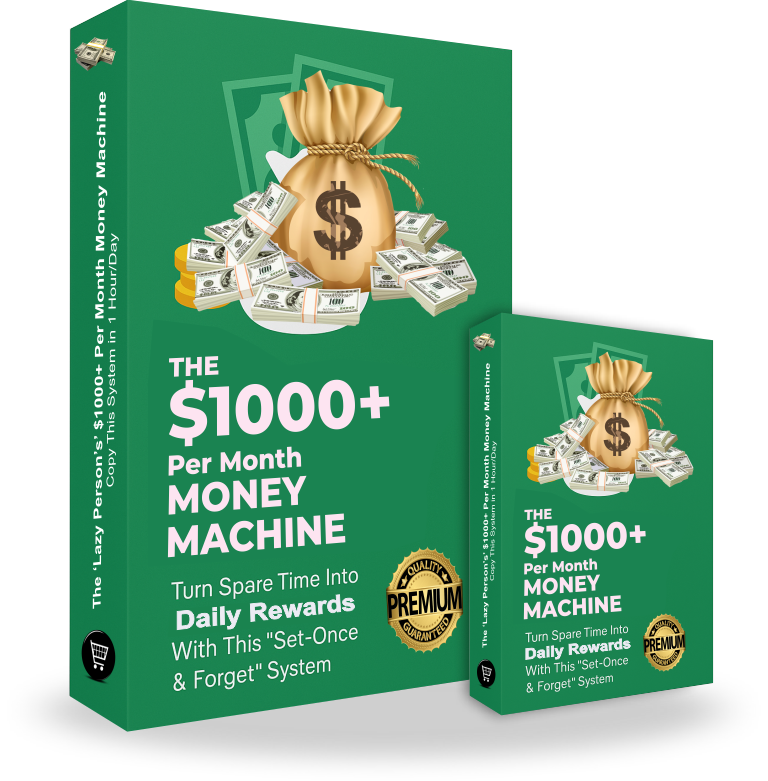 The 'Lazy Person's' $1000+ Per Month Money Machine
Copy This System in 1 Hour/Day
$
100
100
100
THE
$1000+
Per Month
MONEY
MACHINE
Turn Spare Time Into
Daily Rewards
With This "Set-Once
& Forget" System
QUALITY
PREMIUM
GUARANTEED
The 'Lazy Person's' $1000+ Per Month Money Machine
Copy This System in 1 Hour/Day
$
THE
$1000+
Per Month
MONEY
MACHINE
Turn Spare Time Into
Daily Rewards
With This "Set-Once
& Forget" System
QUALITY
PREMIUM
GUARANTEED